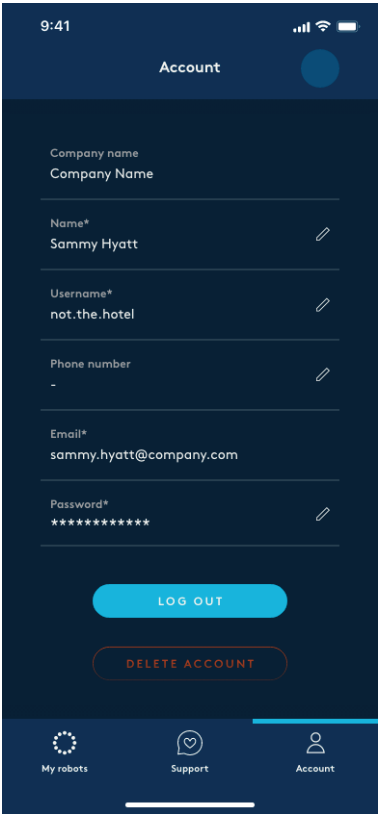 9:41
Account
Company name
Company Name
Name*
Sammy Hyatt
Username*
not.the.hotel
Phone number
-
Email*
sammy.hyatt@company.com
Password*
************
LOG OUT
DELETE ACCOUNT
My robots Support Account